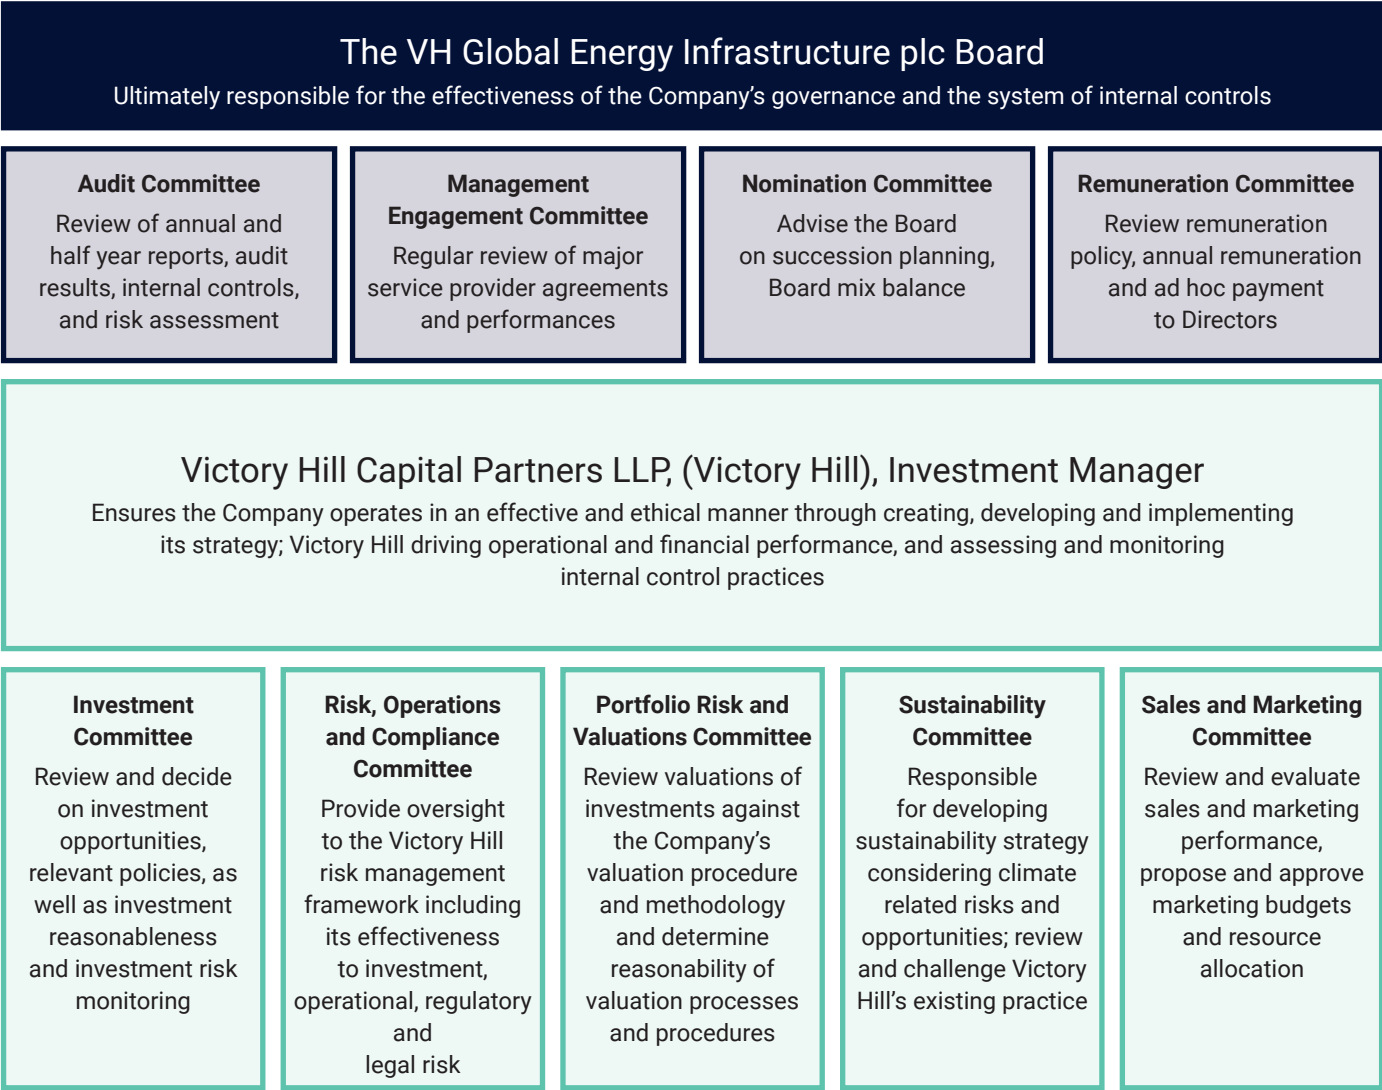 The VH Global Energy Infrastructure plc Board
Ultimately responsible for the effectiveness of the Company’s governance and the system of internal controls
Audit Committee
Review of annual and
half year reports, audit
results, internal controls,
and risk assessment
Management
Engagement Committee
Regular review of major
service provider agreements
and performances
Nomination Committee
Advise the Board
on succession planning,
Board mix balance
Remuneration Committee
Review remuneration
policy, annual remuneration
and ad hoc payment
to Directors
Victory Hill Capital Partners LLP, (Victory Hill), Investment Manager
Ensures the Company operates in an effective and ethical manner through creating, developing and implementing
its strategy; Victory Hill driving operational and financial performance, and assessing and monitoring
internal control practices
Investment
Committee
Review and decide
on investment
opportunities,
relevant policies, as
well as investment
reasonableness
and investment risk
monitoring
Risk, Operations
and Compliance
Committee
Provide oversight
to the Victory Hill
risk management
framework including
its effectiveness
to investment,
operational, regulatory
and
legal risk
Portfolio Risk and
Valuations Committee
Review valuations of
investments against
the Company’s
valuation procedure
and methodology
and determine
reasonability of
valuation processes
and procedures
Sustainability
Committee
Responsible
for developing
sustainability strategy
considering climate
related risks and
opportunities; review
and challenge Victory
Hill’s existing practice
Sales and Marketing
Committee
Review and evaluate
sales and marketing
performance,
propose and approve
marketing budgets
and resource
allocation